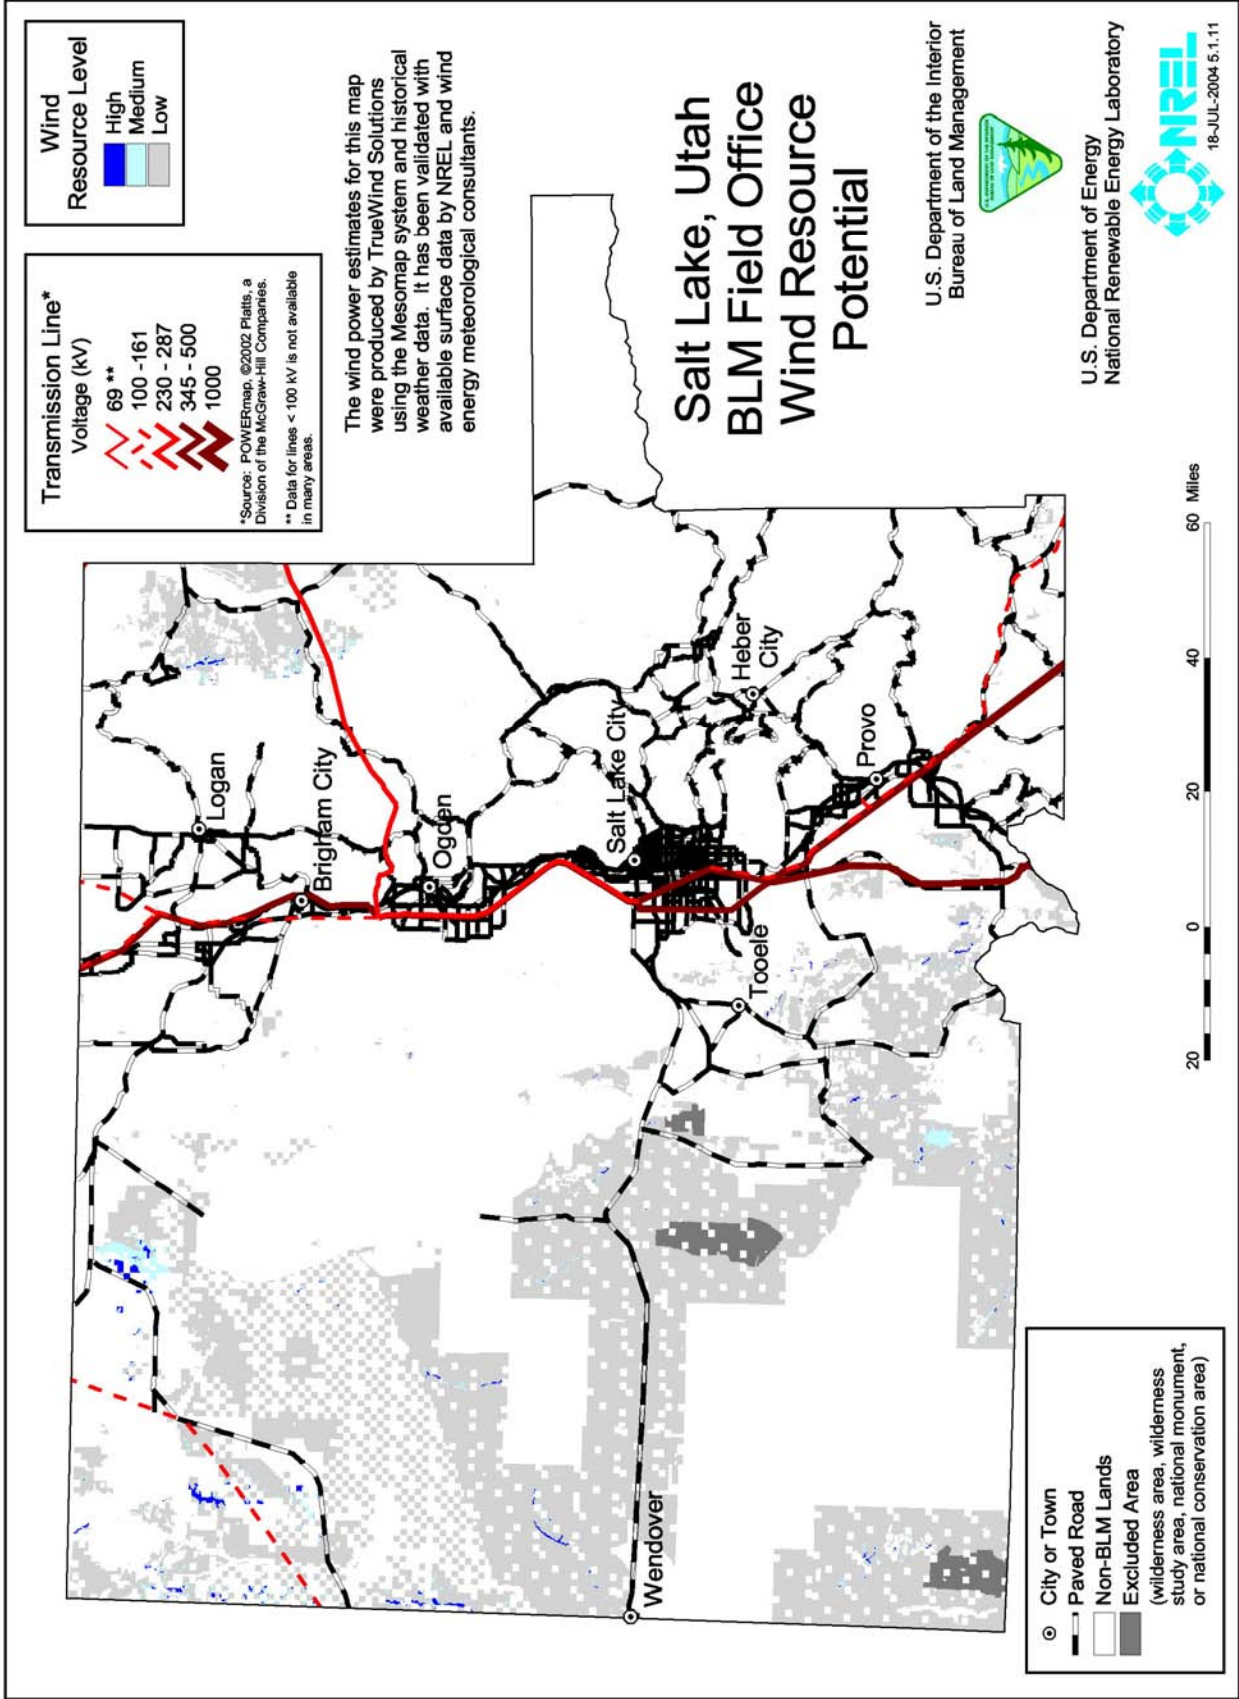 Transmission Line*
Voltage (kV)
69 **
100 -161
230 - 287
345 - 500
1000
*Source: POWERmap, ©2002 Platts, a
Division of the McGraw-Hill Companies.
** Data for lines < 100 kV is not available
in many areas.
Wind
Resource Level
High
Medium
Low
The wind power estimates for this map
were produced by TrueWind Solutions
using the Mesomap system and historical
weather data. It has been validated with
available surface data by NREL and wind
energy meteorological consultants.
Salt Lake, Utah
BLM Field Office
Wind Resource
Potential
U.S. Department of the Interior
Bureau of Land Management
U.S. Department of Energy
National Renewable Energy Laboratory
NREL
18-JUL-2004 5.1.11
Logan
Brigham City
Ogden
Salt Lake City
Heber
City
Tooele
Provo
Wendover
City or Town
Paved Road
Non-BLM Lands
Excluded Area
(wilderness area, wilderness
study area, national monument,
or national conservation area)
20 0 20 40 60 Miles